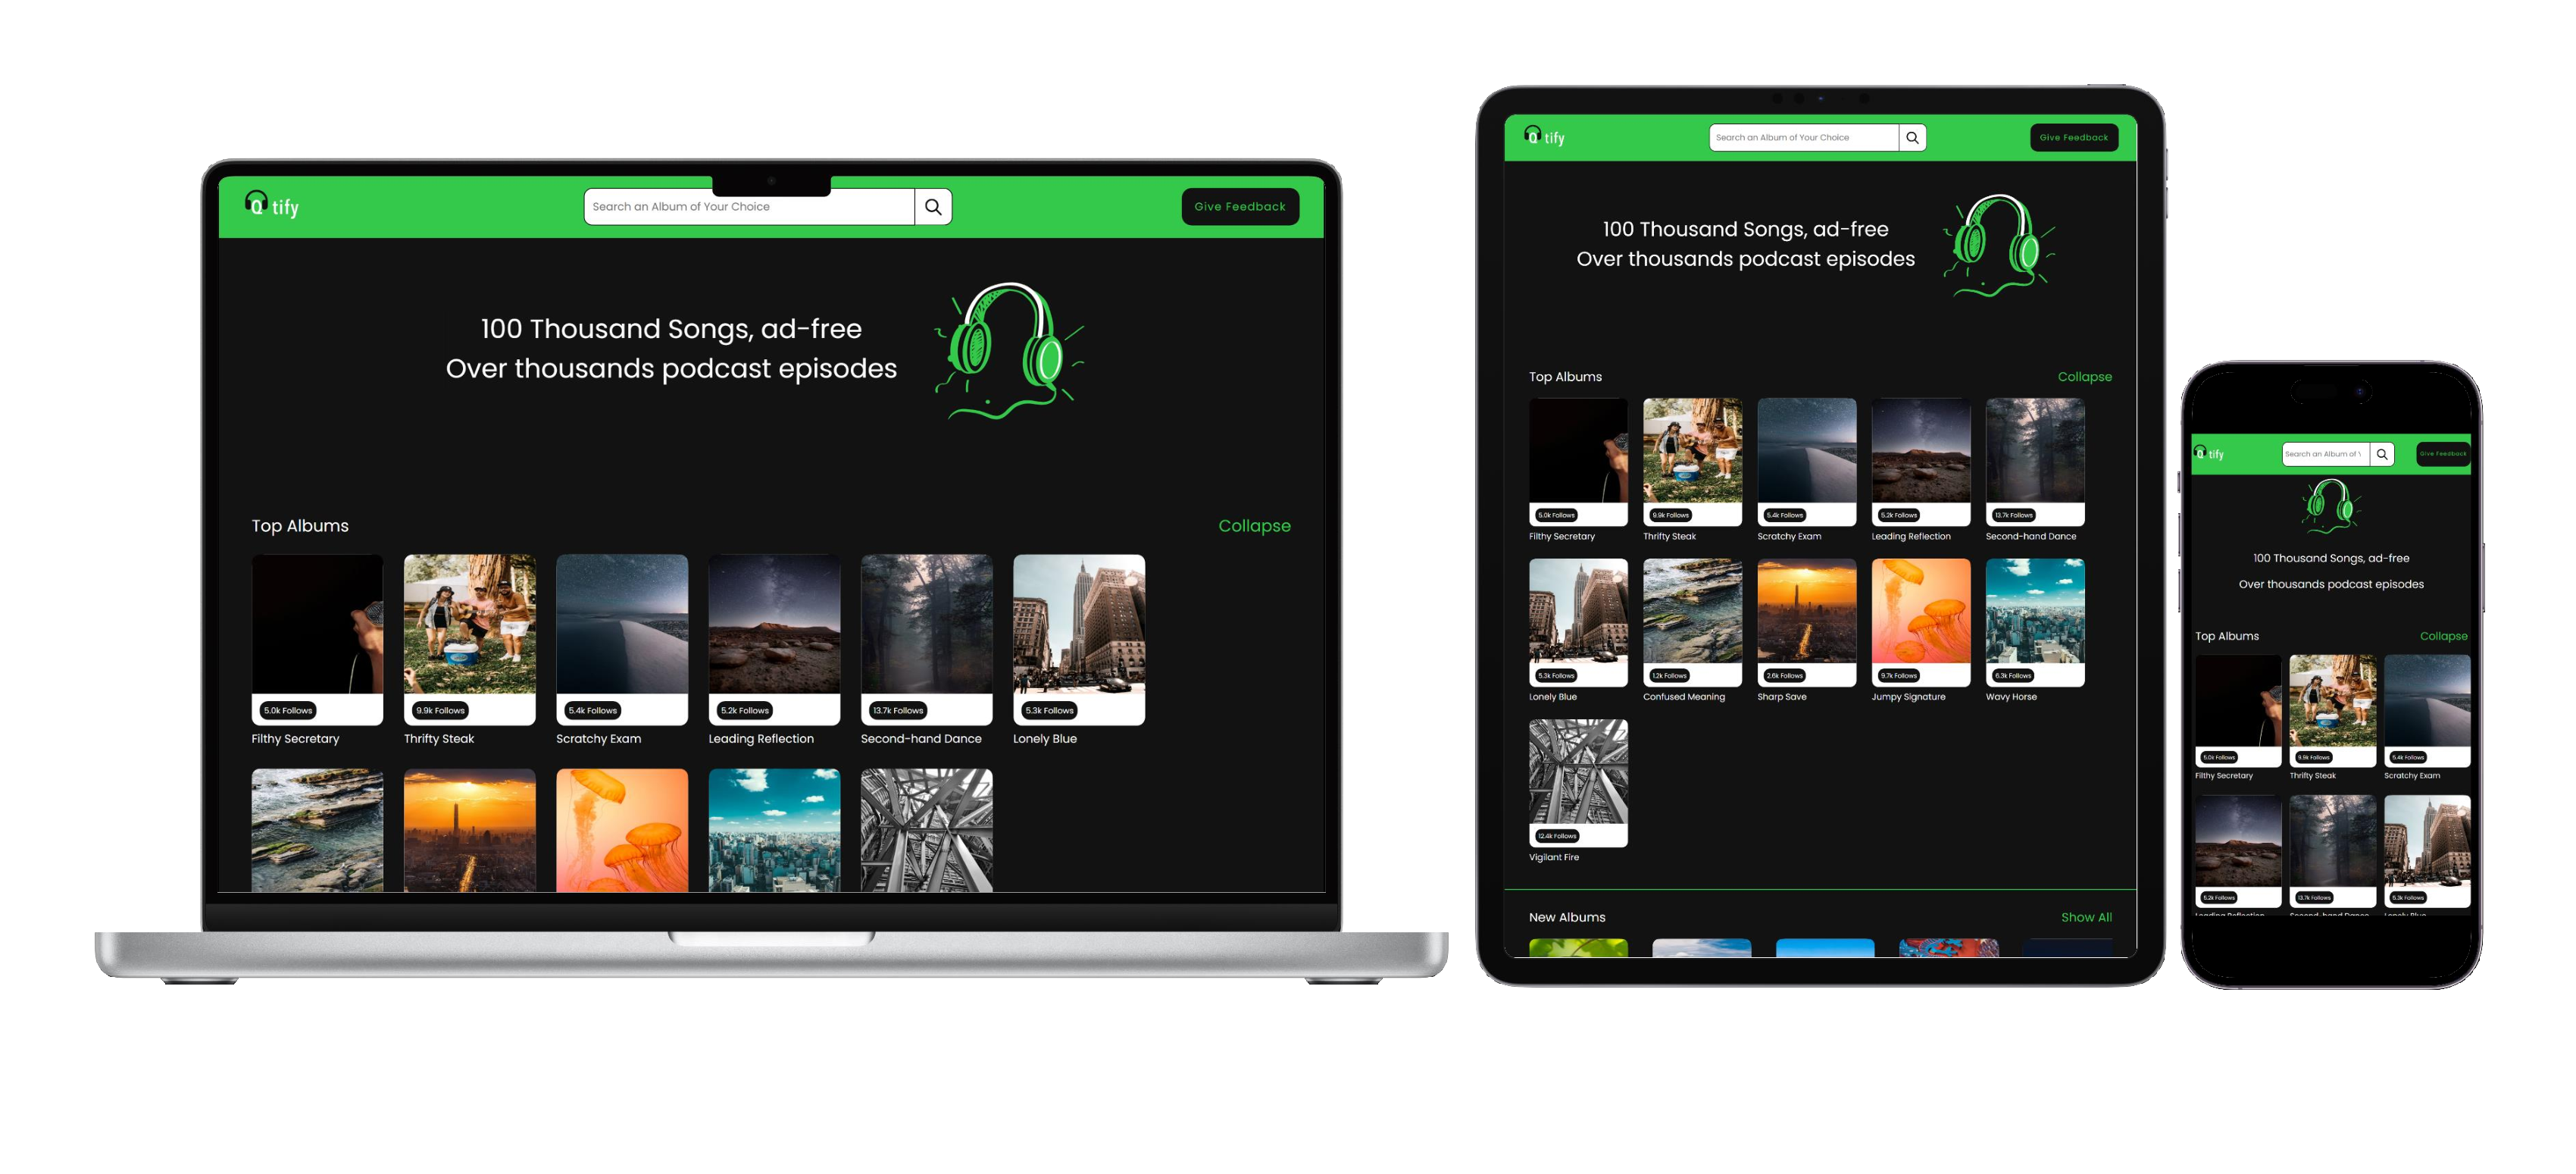 Qtify
Search an Album of Your Choice
Give Feedback
100 Thousand Songs, ad-free
Over thousands podcast episodes
Top Albums
Collapse
5.0k Follows
9.9k Follows
5.4k Follows
5.2k Follows
13.7k Follows
5.3k Follows
Filthy Secretary
Thrifty Steak
Scratchy Exam
Leading Reflection
Second-hand Dance
Lonely Blue
Qtify
Search an Album of Your Choice
Give Feedback
100 Thousand Songs, ad-free
Over thousands podcast episodes
Top Albums
Collapse
5.0k Follows
9.9k Follows
5.4k Follows
5.2k Follows
13.7k Follows
Filthy Secretary
Thrifty Steak
Scratchy Exam
Leading Reflection
Second-hand Dance
5.3k Follows
1.2k Follows
2.6k Follows
9.7k Follows
6.3k Follows
Lonely Blue
Confused Meaning
Sharp Save
Jumpy Signature
Wavy Horse
12.4k Follows
Vigilant Fire
New Albums
Show All
Qtify
Search an Album of
Give Feedback
100 Thousand Songs, ad-free
Over thousands podcast episodes
Top Albums
Collapse
5.0k Follows
9.9k Follows
5.4k Follows
Filthy Secretary
Thrifty Steak
Scratchy Exam
5.2k Follows
13.7k Follows
5.3k Follows